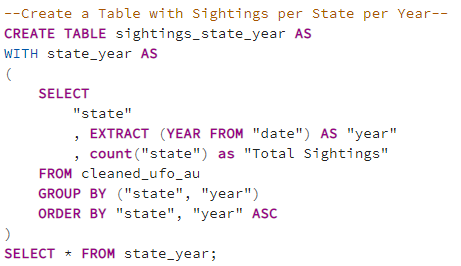 --Create a Table with Sightings per State per Year--
CREATE TABLE sightings_state_year AS
WITH state_year AS
(
    SELECT
        "state"
        , EXTRACT (YEAR FROM "date") AS "year"
        , count("state") as "Total Sightings"
    FROM cleaned_ufo_au
    GROUP BY ("state", "year")
    ORDER BY "state", "year" ASC
)
SELECT * FROM state_year;